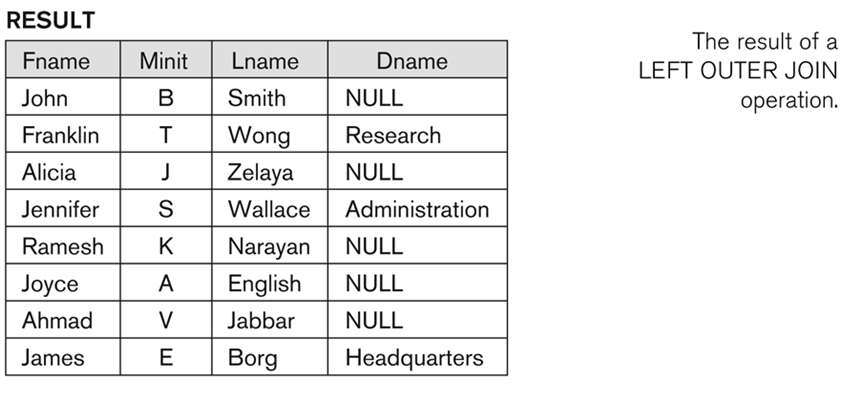 RESULT
Fname Minit Lname Dname
John B Smith NULL
Franklin T Wong Research
Alicia J Zelaya NULL
Jennifer S Wallace Administration
Ramesh K Narayan NULL
Joyce A English NULL
Ahmad V Jabbar NULL
James E Borg Headquarters
The result of a
LEFT OUTER JOIN
operation.